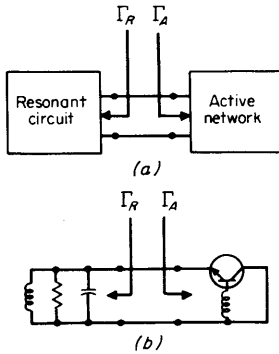 Γ_R Γ_A
Resonant circuit
Active network
(a)
Γ_R Γ_A
(b)